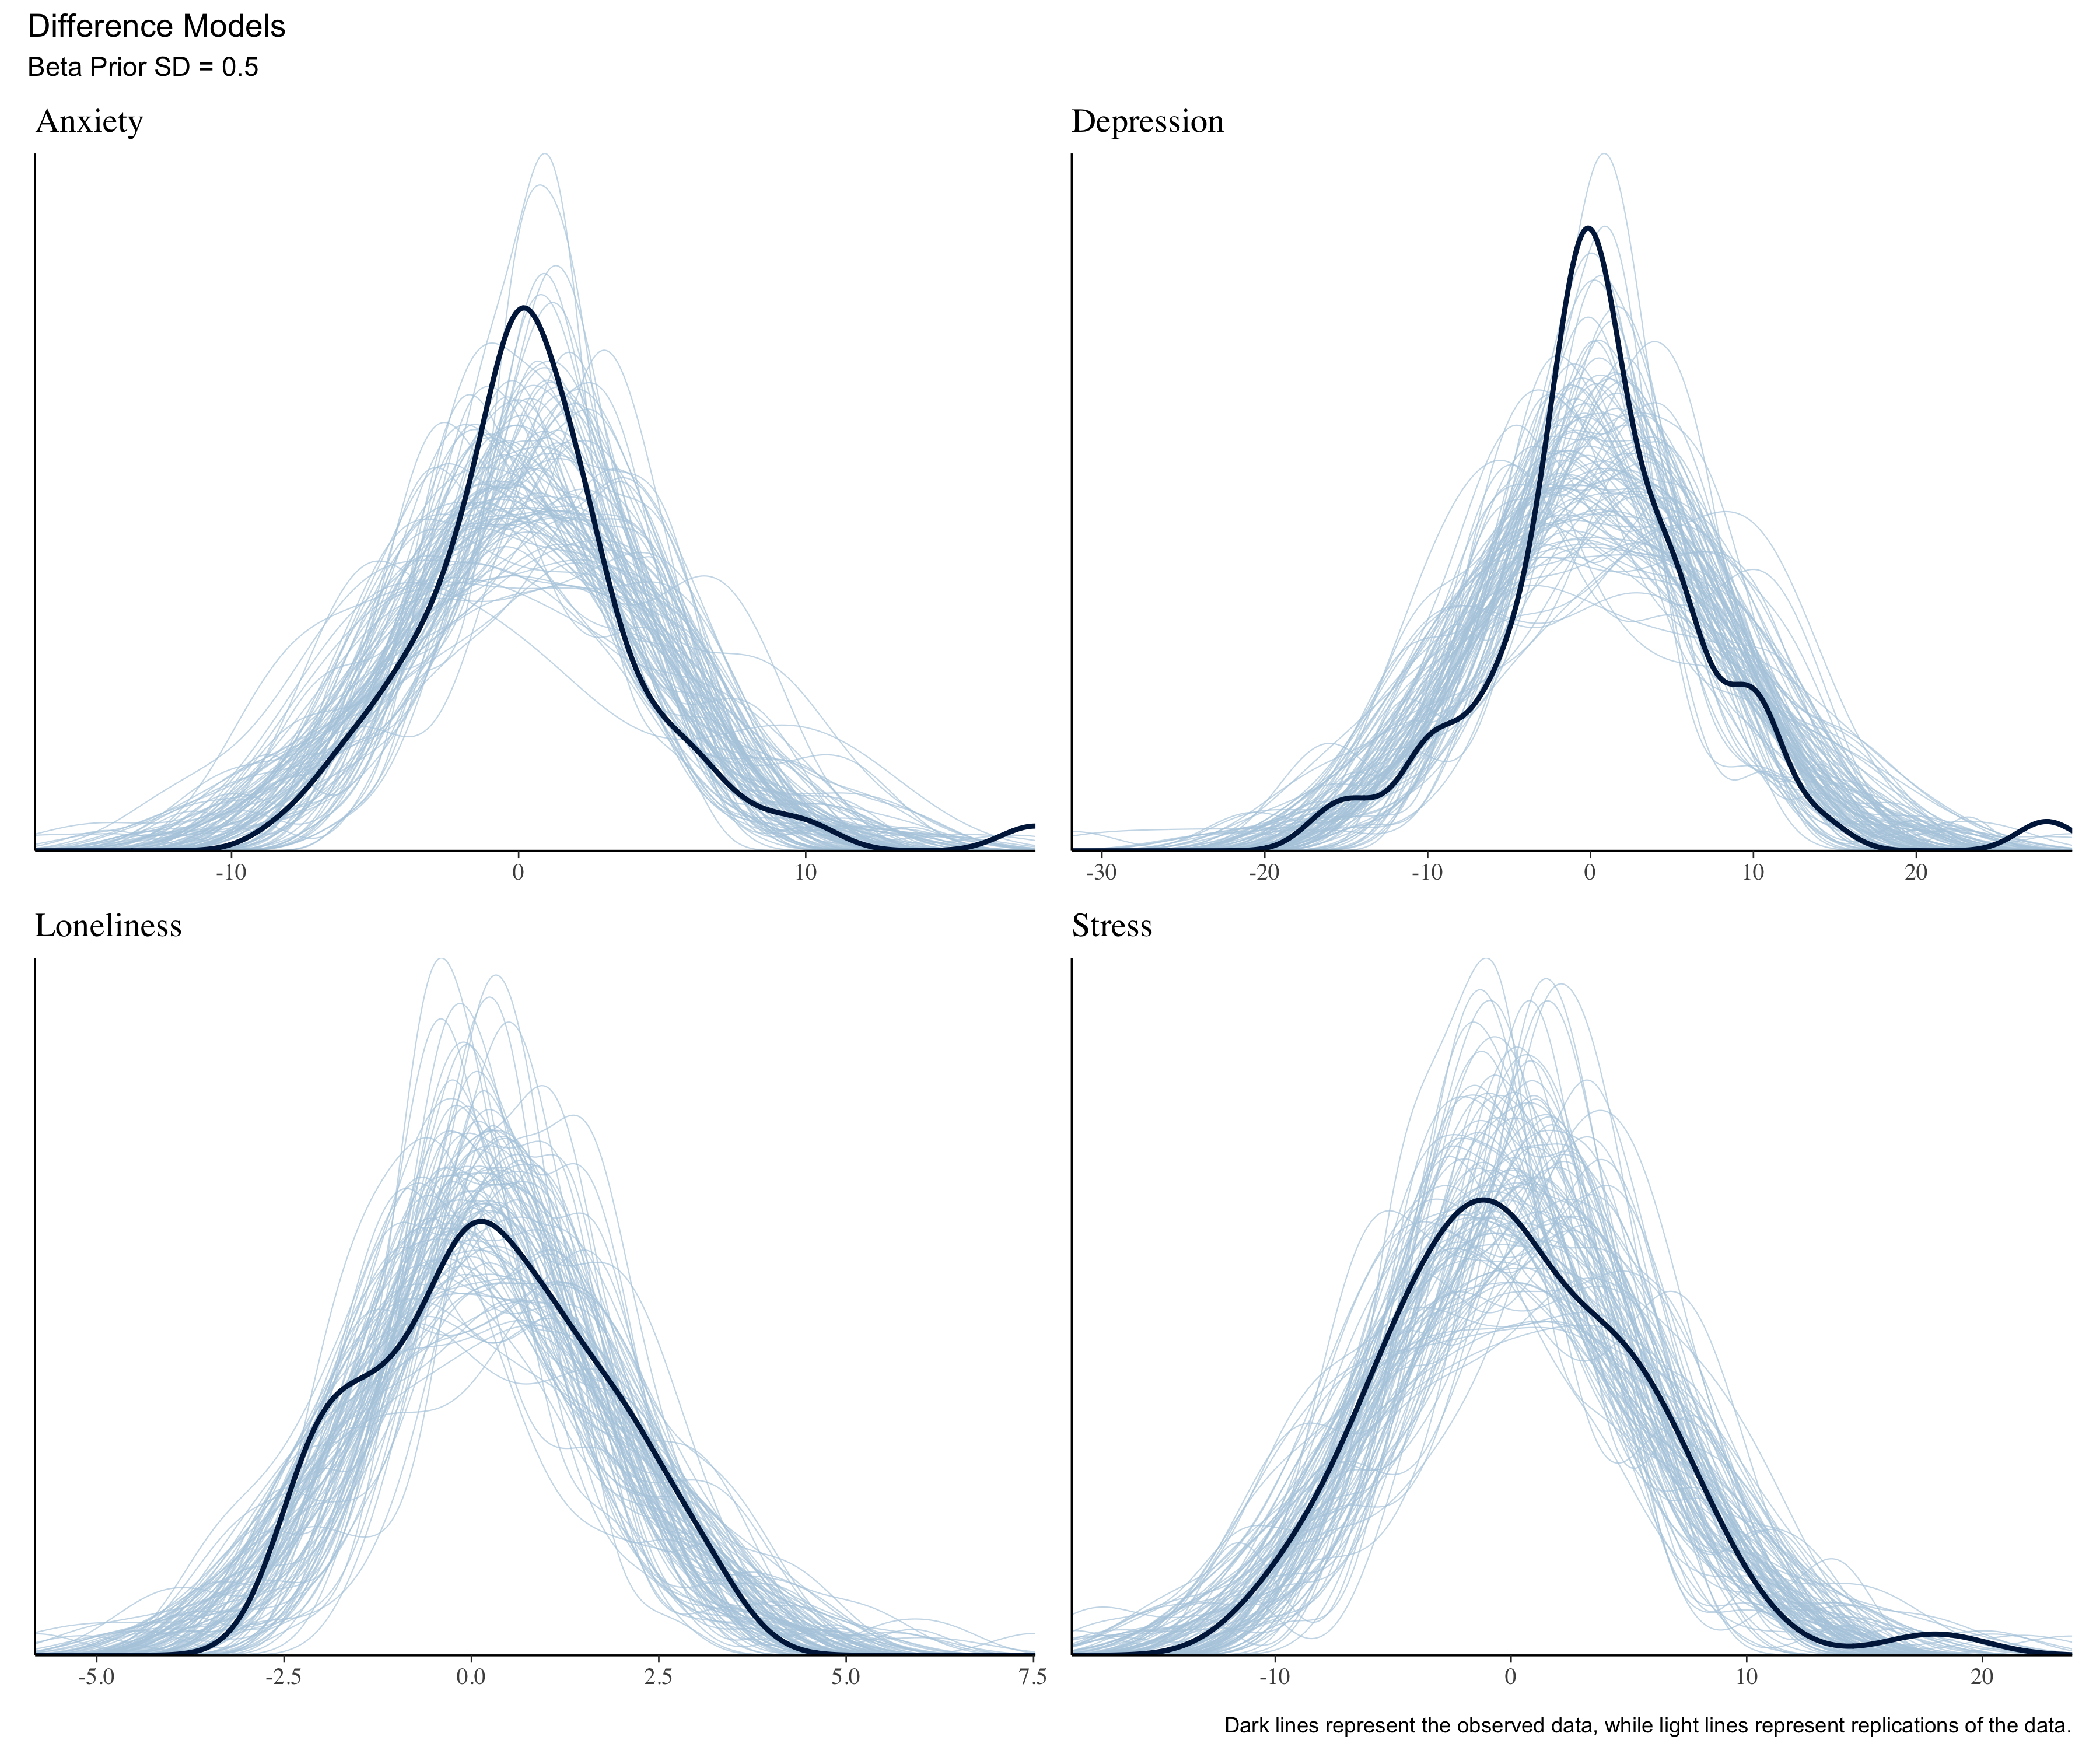 Difference Models
Beta Prior SD = 0.5
Anxiety
-10 0 10
Depression
-30 -20 -10 0 10 20
Loneliness
-5.0 -2.5 0.0 2.5 5.0 7.5
Stress
-10 0 10 20
Dark lines represent the observed data, while light lines represent replications of the data.